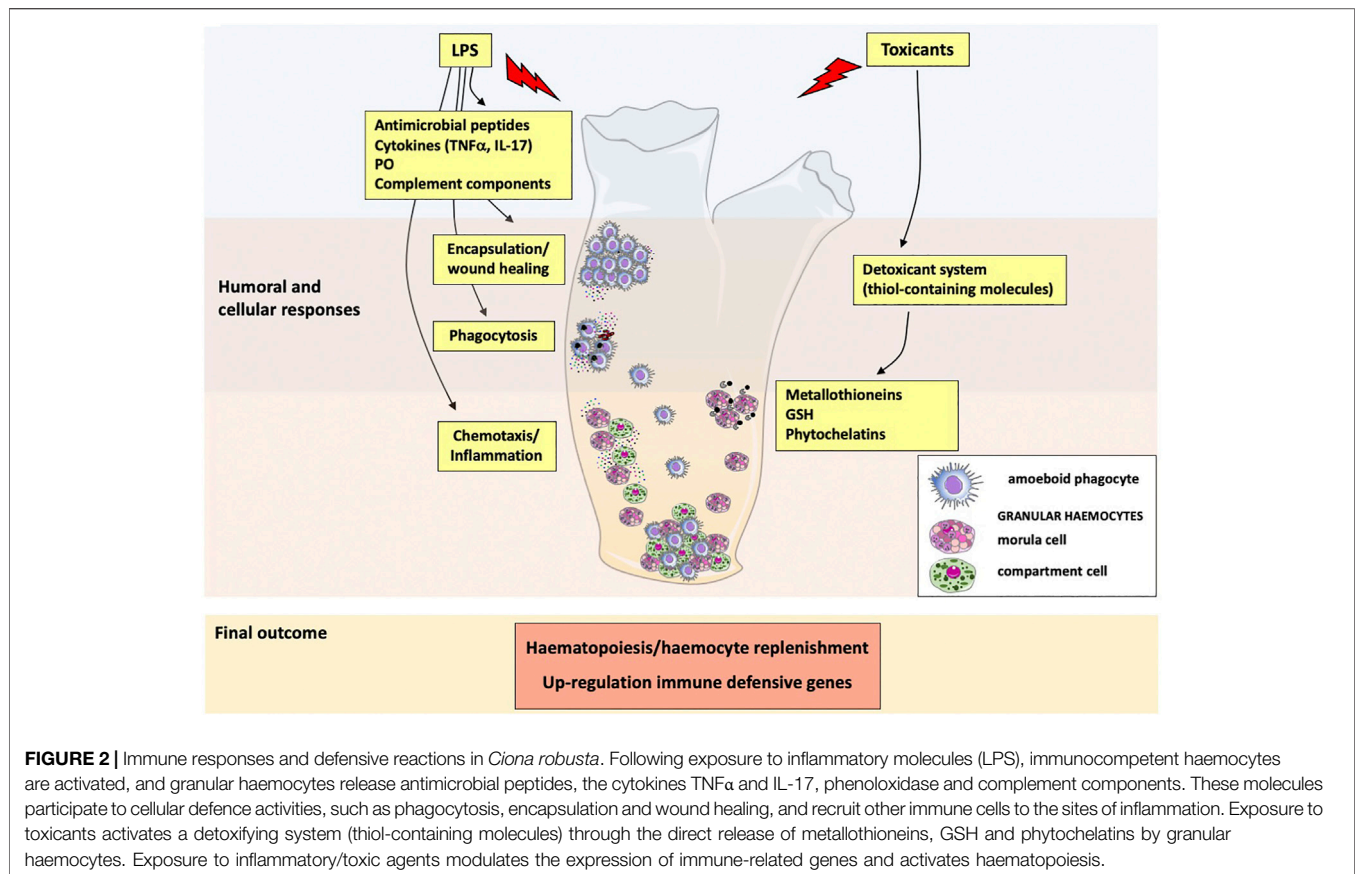 LPS
Toxicants
Antimicrobial peptides
Cytokines (TNFα, IL-17)
PO
Complement components
Encapsulation/
wound healing
Humoral and
cellular responses
Phagocytosis
Chemotaxis/
Inflammation
Detoxicant system
(thiol-containing molecules)
Metallothioneins
GSH
Phytochelatins
amoeboid phagocyte
GRANULAR HAEMOCYTES
morula cell
compartment cell
Final outcome
Haematopoiesis/haemocyte replenishment
Up-regulation immune defensive genes
FIGURE 2 | Immune responses and defensive reactions in Ciona robusta. Following exposure to inflammatory molecules (LPS), immunocompetent haemocytes
are activated, and granular haemocytes release antimicrobial peptides, the cytokines TNFα and IL-17, phenoloxidase and complement components. These molecules
participate to cellular defence activities, such as phagocytosis, encapsulation and wound healing, and recruit other immune cells to the sites of inflammation. Exposure to
toxicants activates a detoxifying system (thiol-containing molecules) through the direct release of metallothioneins, GSH and phytochelatins by granular
haemocytes. Exposure to inflammatory/toxic agents modulates the expression of immune-related genes and activates haematopoiesis.